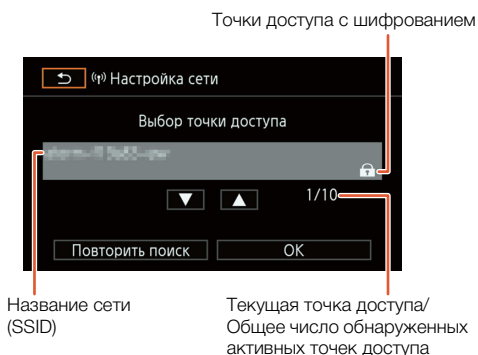 Точки доступа с шифрованием
Настройка сети
Выбор точки доступа
1/10
Повторить поиск
OK
Название сети
(SSID)
Текущая точка доступа/
Общее число обнаруженных
активных точек доступа